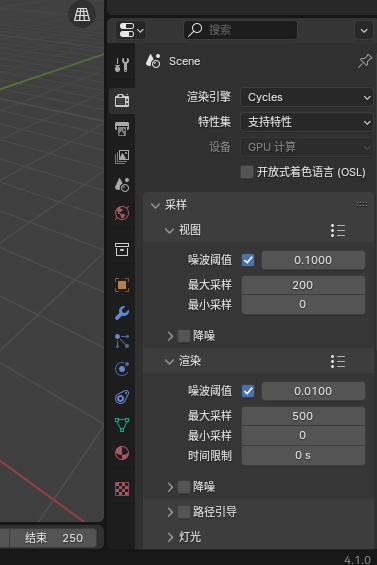 搜索
Scene
渲染引擎 Cycles
特性集 支持特性
设备 GPU 计算
开放式着色语言 (OSL)
采样
视图
噪波阈值 0.1000
最大采样 200
最小采样 0
降噪
渲染
噪波阈值 0.0100
最大采样 500
最小采样 0
时间限制 0 s
降噪
路径引导
灯光
结束 250
4.1.0